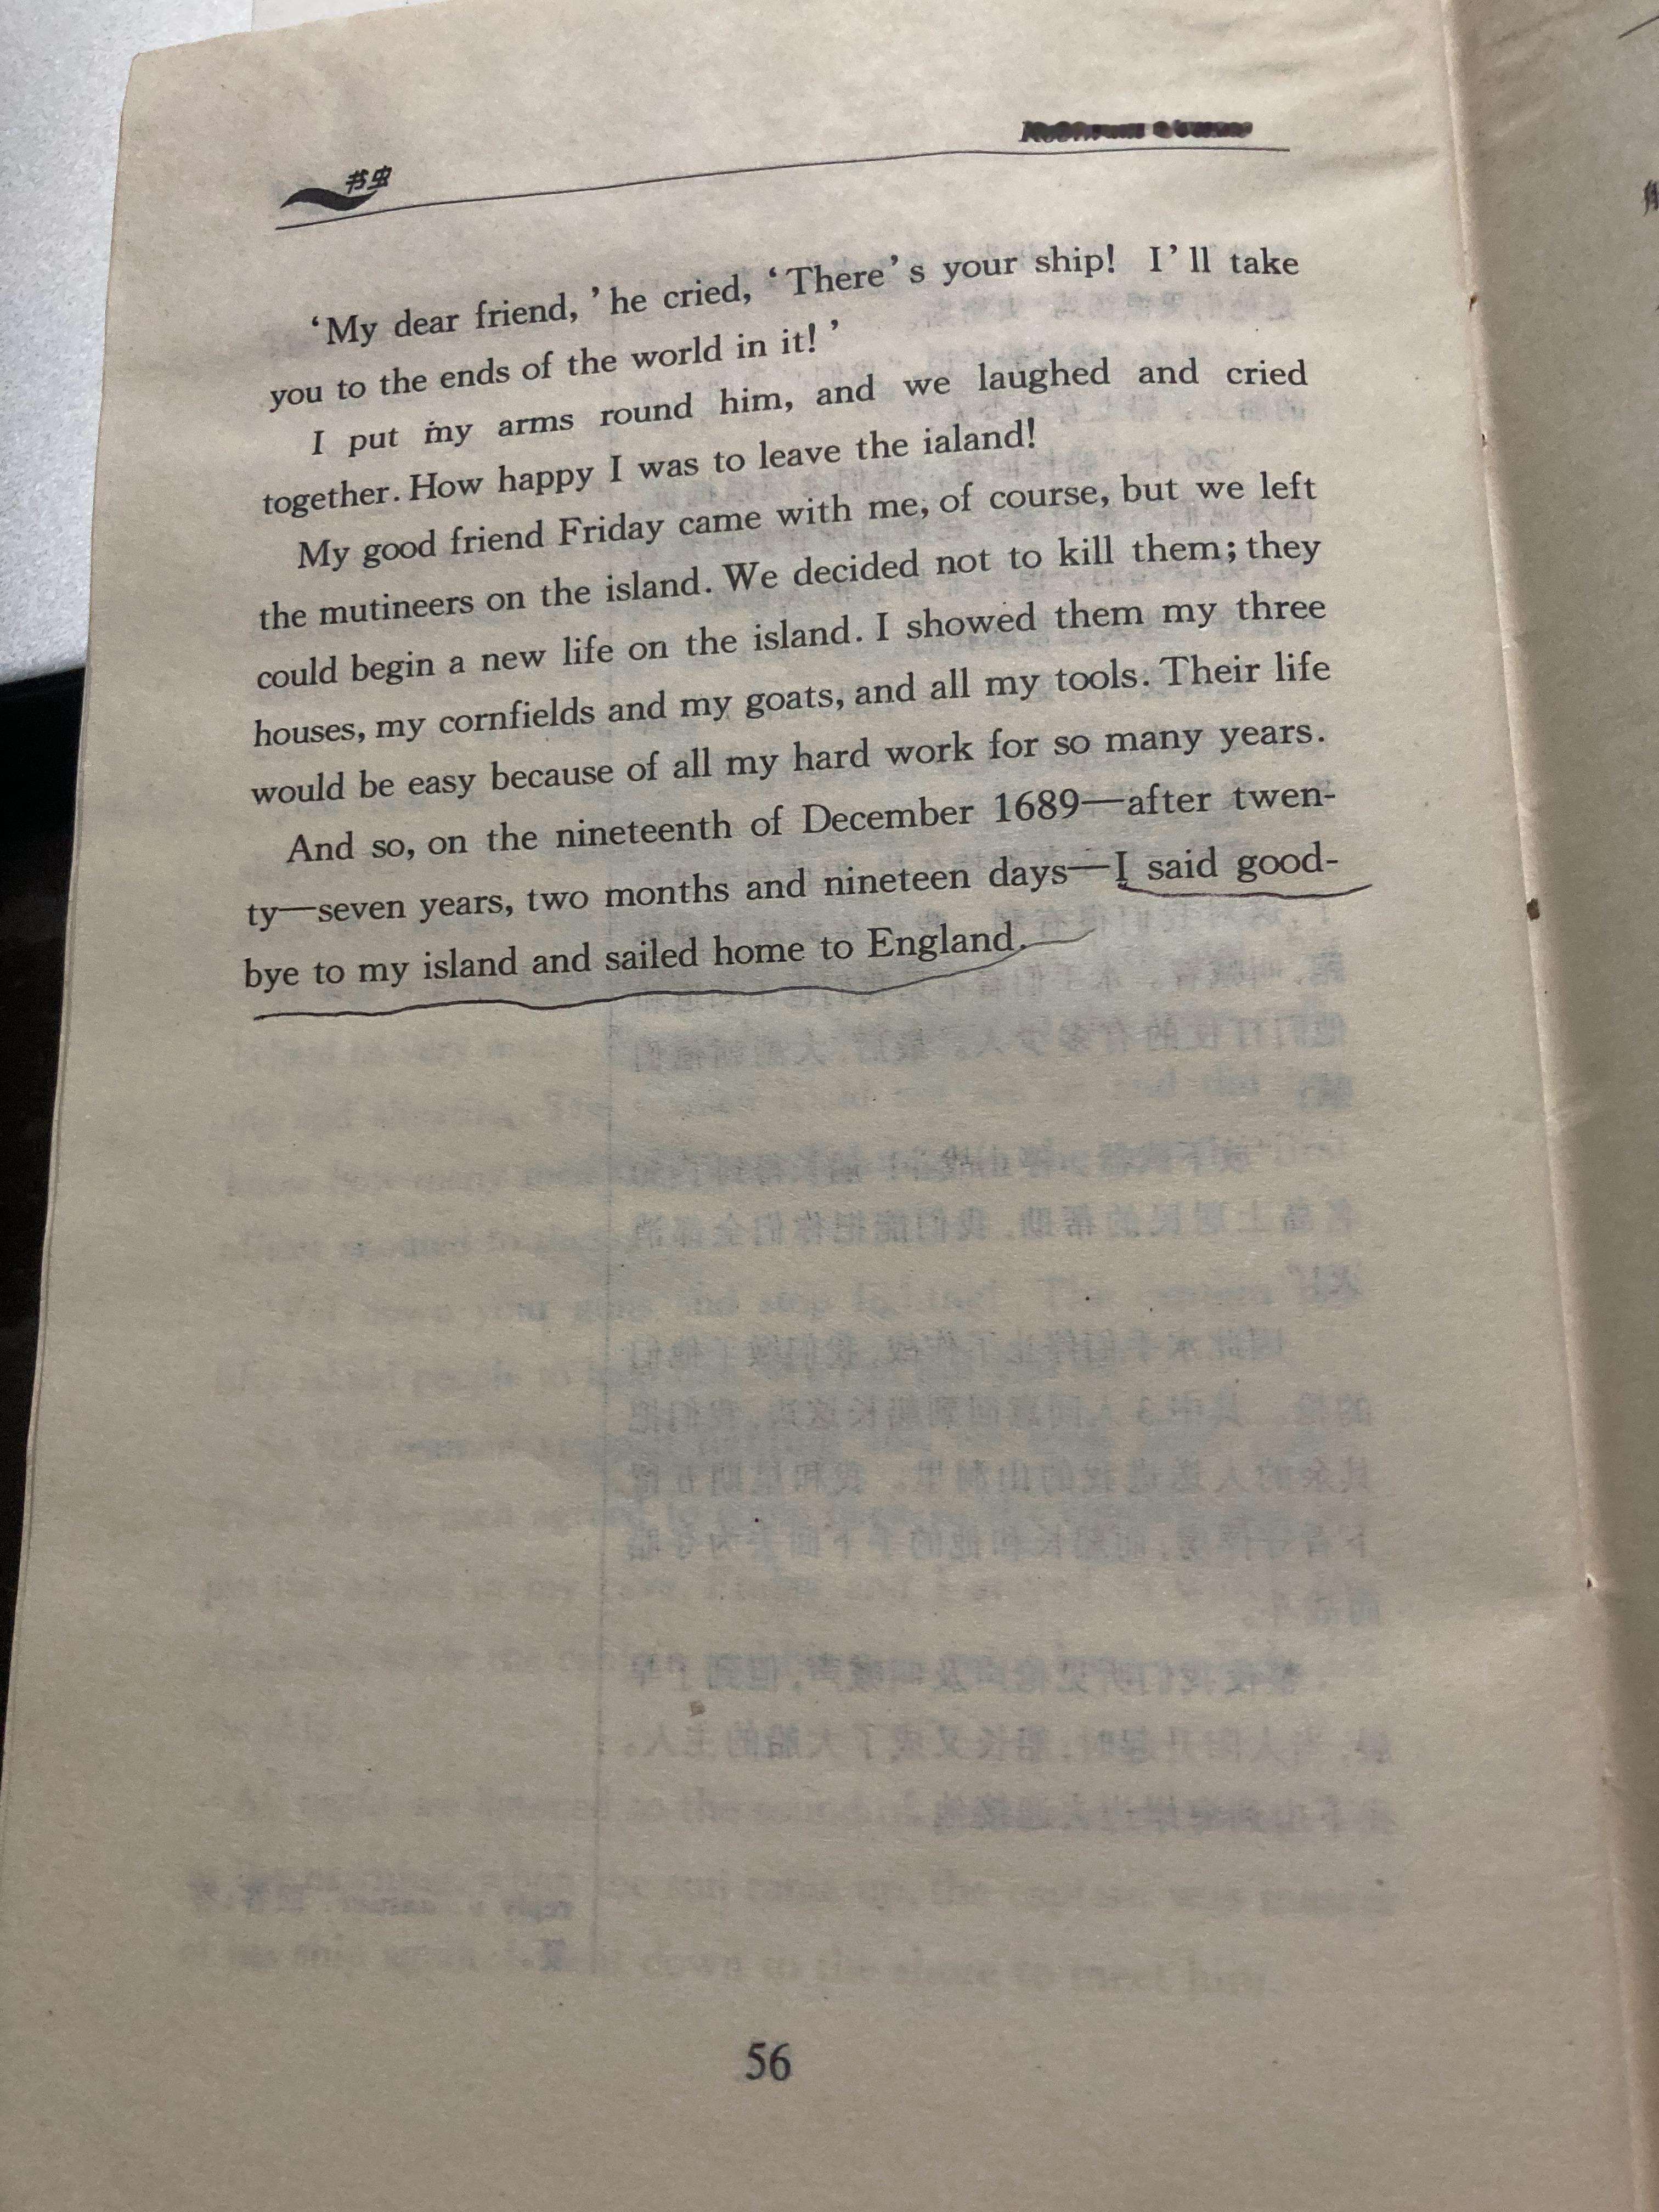 书虫
‘My dear friend, ’he cried, ‘There’s your ship! I’ll take
you to the ends of the world in it! ’
I put my arms round him, and we laughed and cried
together. How happy I was to leave the ialand!
My good friend Friday came with me, of course, but we left
the mutineers on the island. We decided not to kill them; they
could begin a new life on the island. I showed them my three
houses, my cornfields and my goats, and all my tools. Their life
would be easy because of all my hard work for so many years.
And so, on the nineteenth of December 1689—after twen-
ty—seven years, two months and nineteen days—I said good-
bye to my island and sailed home to England.
56